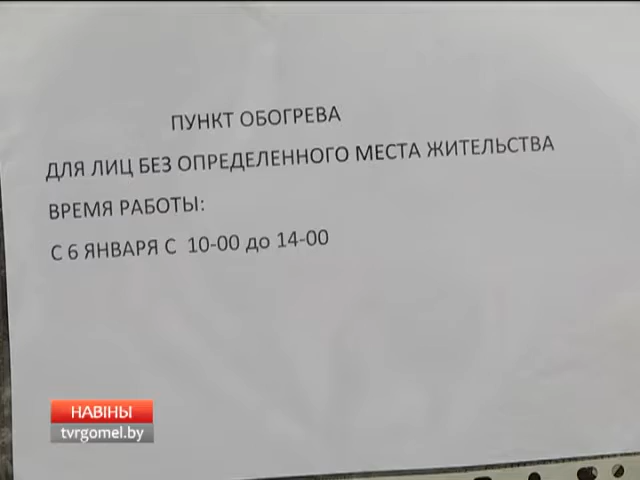 ПУНКТ ОБОГРЕВА
ДЛЯ ЛИЦ БЕЗ ОПРЕДЕЛЕННОГО МЕСТА ЖИТЕЛЬСТВА
ВРЕМЯ РАБОТЫ:
С 6 ЯНВАРЯ С 10-00 до 14-00
НАВІНЫ
tvrgomel.by